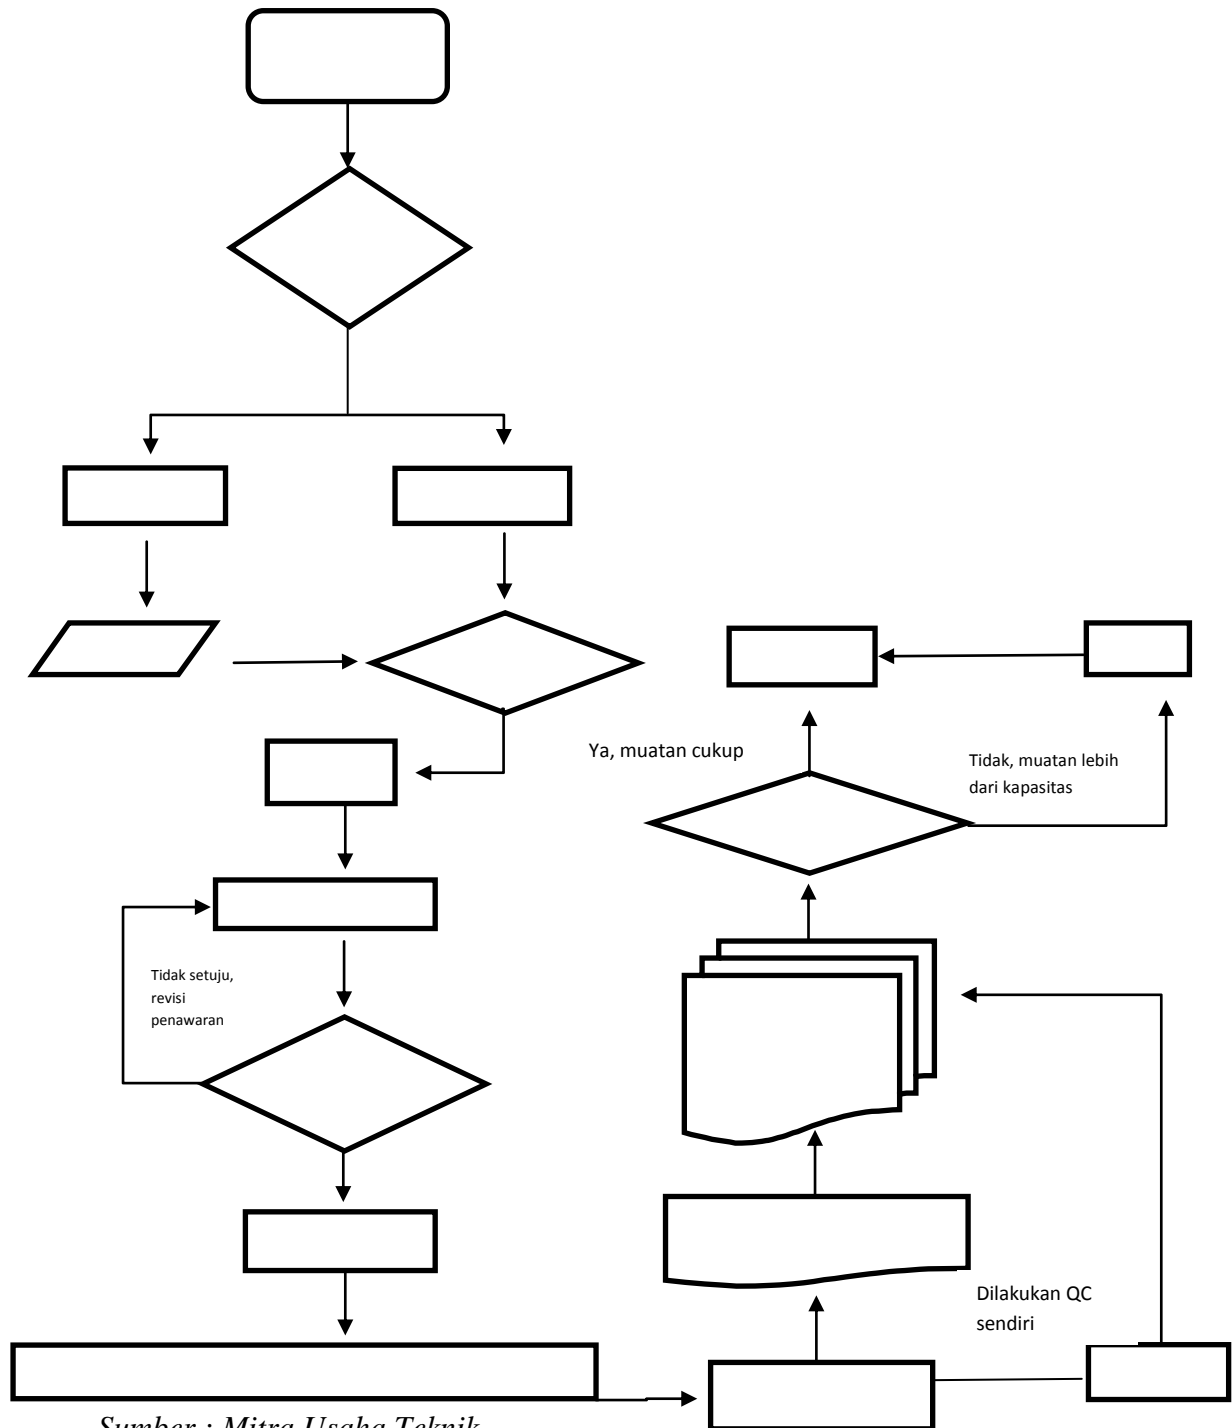 Ya, muatan cukup
Tidak, muatan lebih
dari kapasitas
Tidak setuju,
revisi
penawaran
Dilakukan QC
sendiri
Sumber : Mitra Usaha Teknik